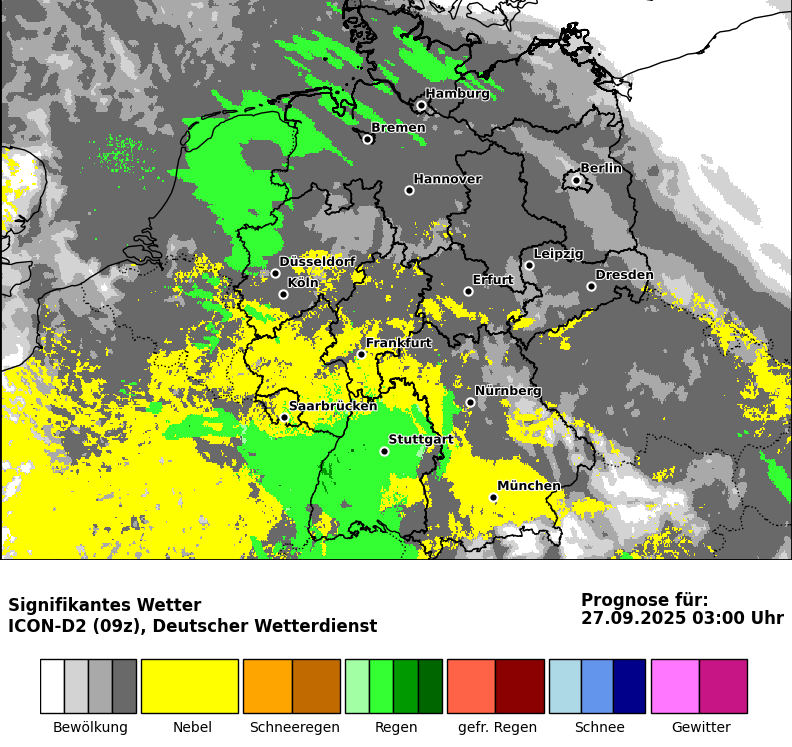 Hamburg
Bremen
Berlin
Hannover
Leipzig
Düsseldorf
Dresden
Köln
Erfurt
Frankfurt
Nürnberg
Saarbrücken
Stuttgart
München
Signifikantes Wetter
ICON-D2 (09z), Deutscher Wetterdienst
Prognose für:
27.09.2025 03:00 Uhr
Bewölkung Nebel Schneeregen Regen gefr. Regen Schnee Gewitter